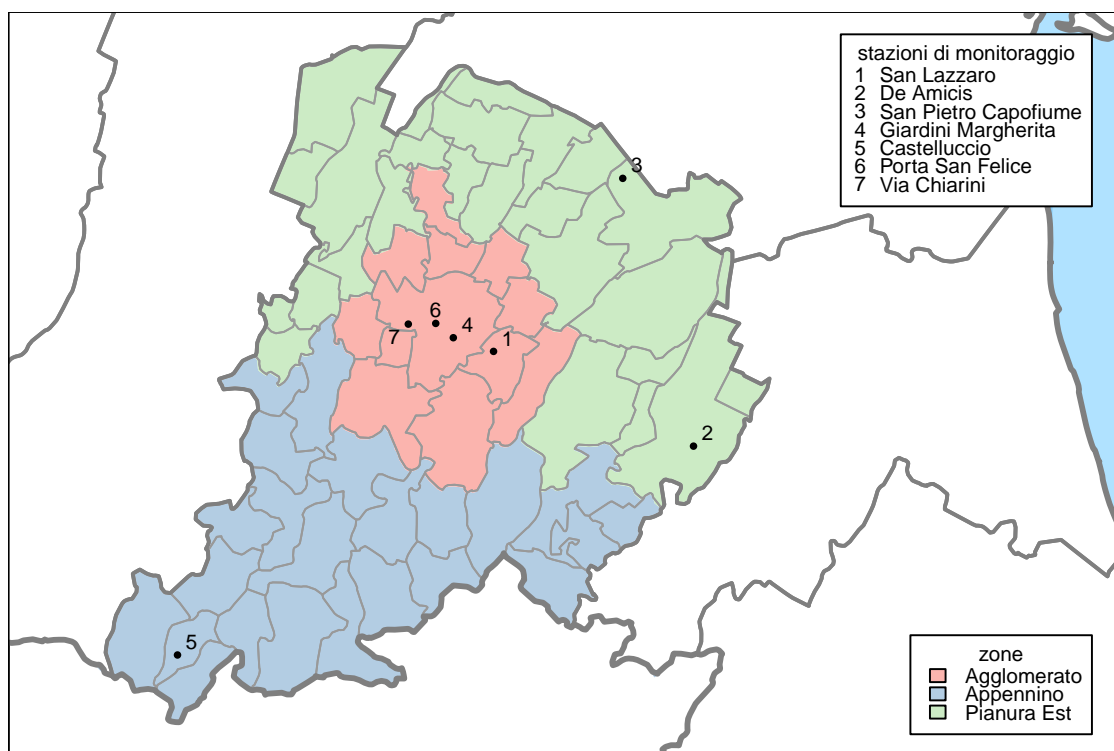 stazioni di monitoraggio
1 San Lazzaro
2 De Amicis
3 San Pietro Capofiume
4 Giardini Margherita
5 Castelluccio
6 Porta San Felice
7 Via Chiarini
3
6
4
7
1
2
5
zone
Agglomerato
Appennino
Pianura Est